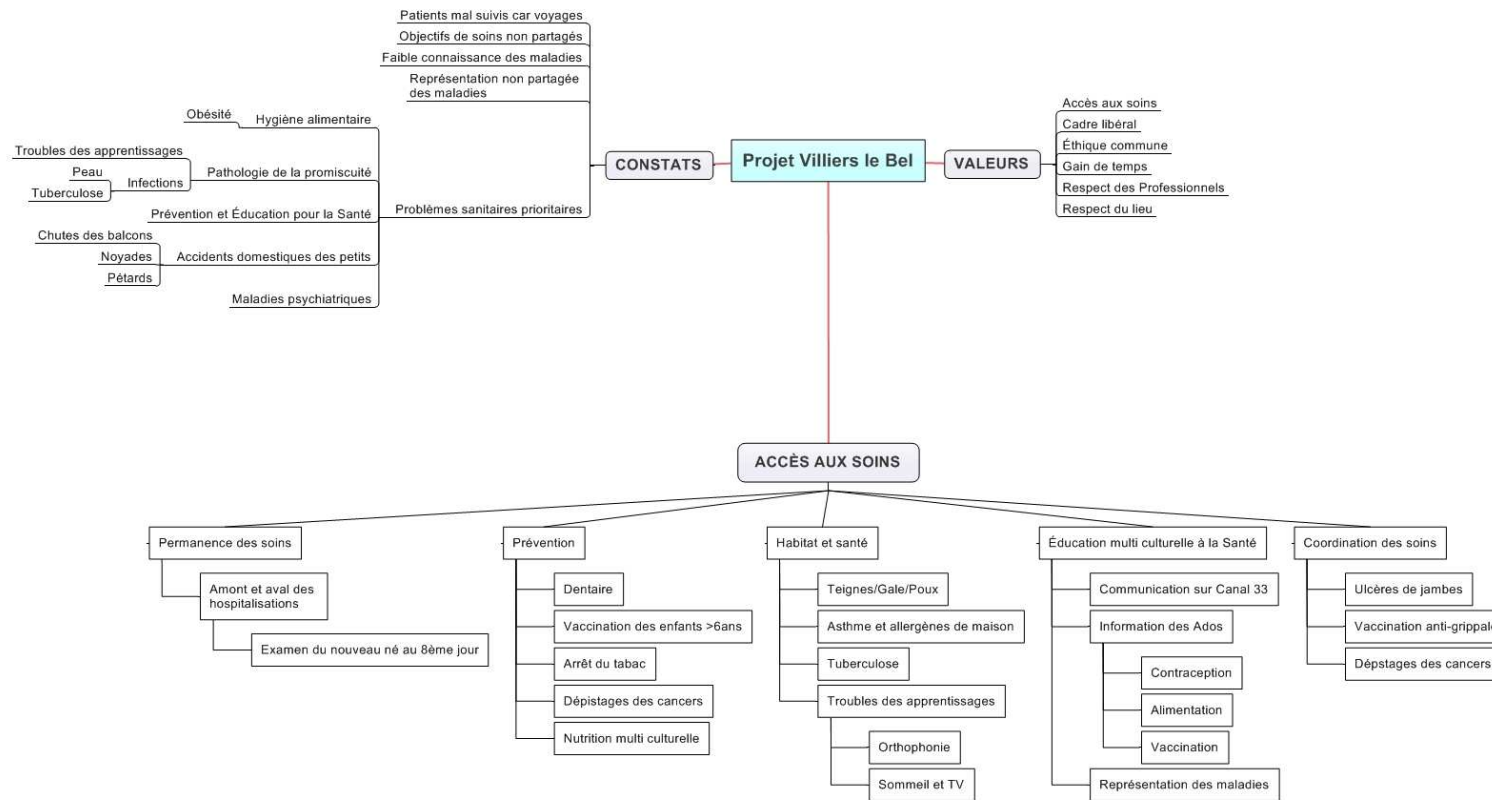 Patients mal suivis car voyages
Objectifs de soins non partagés
Faible connaissance des maladies
Représentation non partagée
des maladies
Obésité
Hygiène alimentaire
Troubles des apprentissages
Peau
Tuberculose
Infections
Pathologie de la promiscuité
Prévention et Éducation pour la Santé
Problèmes sanitaires prioritaires
Chutes des balcons
Noyades
Pétards
Accidents domestiques des petits
Maladies psychiatriques
CONSTATS
Projet Villiers le Bel
VALEURS
Accès aux soins
Cadre libéral
Éthique commune
Gain de temps
Respect des Professionnels
Respect du lieu
ACCÈS AUX SOINS
Permanence des soins
Amont et aval des
hospitalisations
Examen du nouveau né au 8ème jour
Prévention
Dentaire
Vaccination des enfants >6ans
Arrêt du tabac
Dépistages des cancers
Nutrition multi culturelle
Habitat et santé
Teignes/Gale/Poux
Asthme et allergènes de maison
Tuberculose
Troubles des apprentissages
Orthophonie
Sommeil et TV
Éducation multi culturelle à la Santé
Communication sur Canal 33
Information des Ados
Contraception
Alimentation
Vaccination
Représentation des maladies
Coordination des soins
Ulcères de jambes
Vaccination anti-grippale
Dépstages des cancers